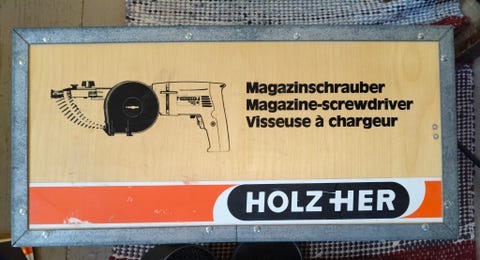 Magazinschrauber
Magazine-screwdriver
Visseuse à chargeur
HOLZ-HER